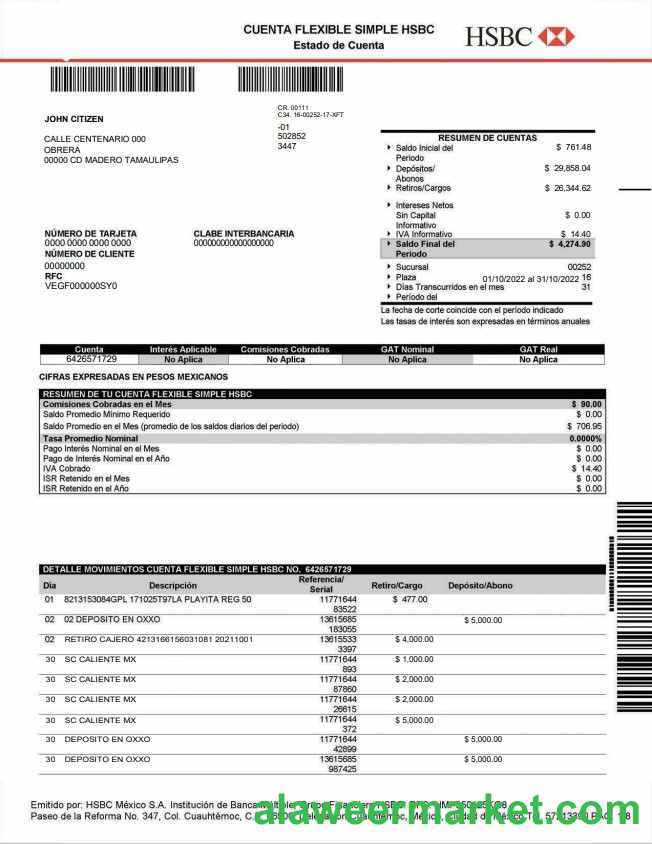 CUENTA FLEXIBLE SIMPLE HSBC
Estado de Cuenta
HSBC
CR. 00111
C34. 16-00252-17-XFT
-01
502852
3447
JOHN CITIZEN
CALLE CENTENARIO 000
OBRERA
00000 CD MADERO TAMAULIPAS
NÚMERO DE TARJETA
0000 0000 0000 0000
NÚMERO DE CLIENTE
00000000
RFC
VEGF000000SY0
CLABE INTERBANCARIA
000000000000000000
RESUMEN DE CUENTAS
Saldo Inicial del Periodo $ 761.48
Depósitos/ Abonos $ 29,858.04
Retiros/Cargos $ 26,344.62
Intereses Netos Sin Capital Informativo $ 0.00
IVA Informativo $ 14.40
Saldo Final del Periodo $ 4,274.90
Sucursal 00252
Plaza 16
Días Transcurridos en el mes 31
Período del 01/10/2022 al 31/10/2022
La fecha de corte coincide con el período indicado
Las tasas de interés son expresadas en términos anuales
Cuenta Interés Aplicable Comisiones Cobradas GAT Nominal GAT Real
6426571729 No Aplica No Aplica No Aplica No Aplica
CIFRAS EXPRESADAS EN PESOS MEXICANOS
RESUMEN DE TU CUENTA FLEXIBLE SIMPLE HSBC
Comisiones Cobradas en el Mes $ 90.00
Saldo Promedio Mínimo Requerido $ 0.00
Saldo Promedio en el Mes (promedio de los saldos diarios del periodo) $ 706.95
Tasa Promedio Nominal 0.0000%
Pago Interés Nominal en el Mes $ 0.00
Pago de Interés Nominal en el Año $ 0.00
IVA Cobrado $ 14.40
ISR Retenido en el Mes $ 0.00
ISR Retenido en el Año $ 0.00
DETALLE MOVIMIENTOS CUENTA FLEXIBLE SIMPLE HSBC NO. 6426571729
Día Descripción Referencia/ Serial Retiro/Cargo Depósito/Abono
01 8213153084GPL 171025T97LA PLAYITA REG 50 11771644 $ 477.00
83522
02 02 DEPOSITO EN OXXO 13615685 $ 5,000.00
183055
02 RETIRO CAJERO 4213166156031081 20211001 13615533 $ 4,000.00
3397
30 SC CALIENTE MX 11771644 $ 1,000.00
893
30 SC CALIENTE MX 11771644 $ 2,000.00
87860
30 SC CALIENTE MX 11771644 $ 2,000.00
26615
30 SC CALIENTE MX 11771644 $ 5,000.00
372
30 DEPOSITO EN OXXO 11771644 $ 5,000.00
42899
30 DEPOSITO EN OXXO 13615685 $ 5,000.00
987425
Emitido por: HSBC México S.A. Institución de Banca Múltiple, Grupo Financiero HSBC
Paseo de la Reforma No. 347, Col. Cuauhtémoc,
alaweermarket.com